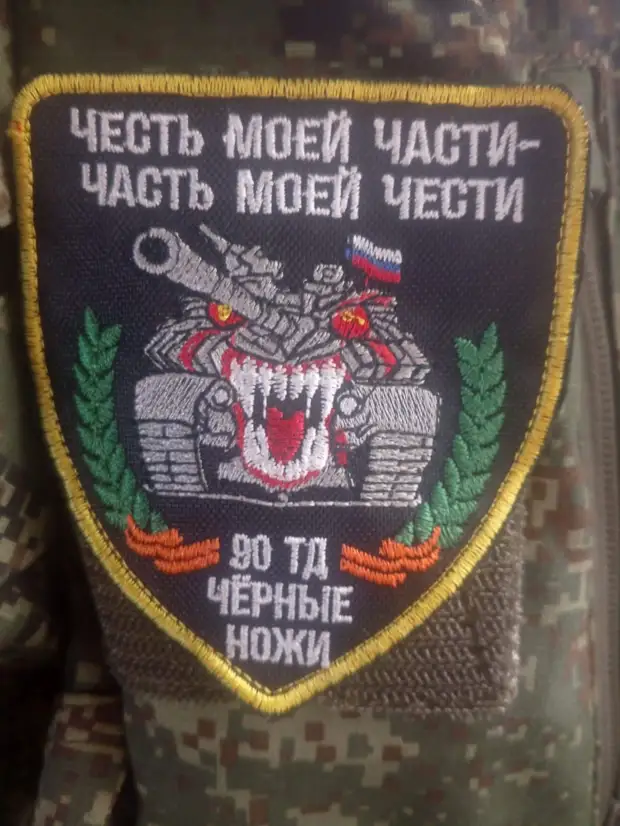 ЧЕСТЬ МОЕЙ ЧАСТИ-
ЧАСТЬ МОЕЙ ЧЕСТИ
90 ТД
ЧЁРНЫЕ
НОЖИ